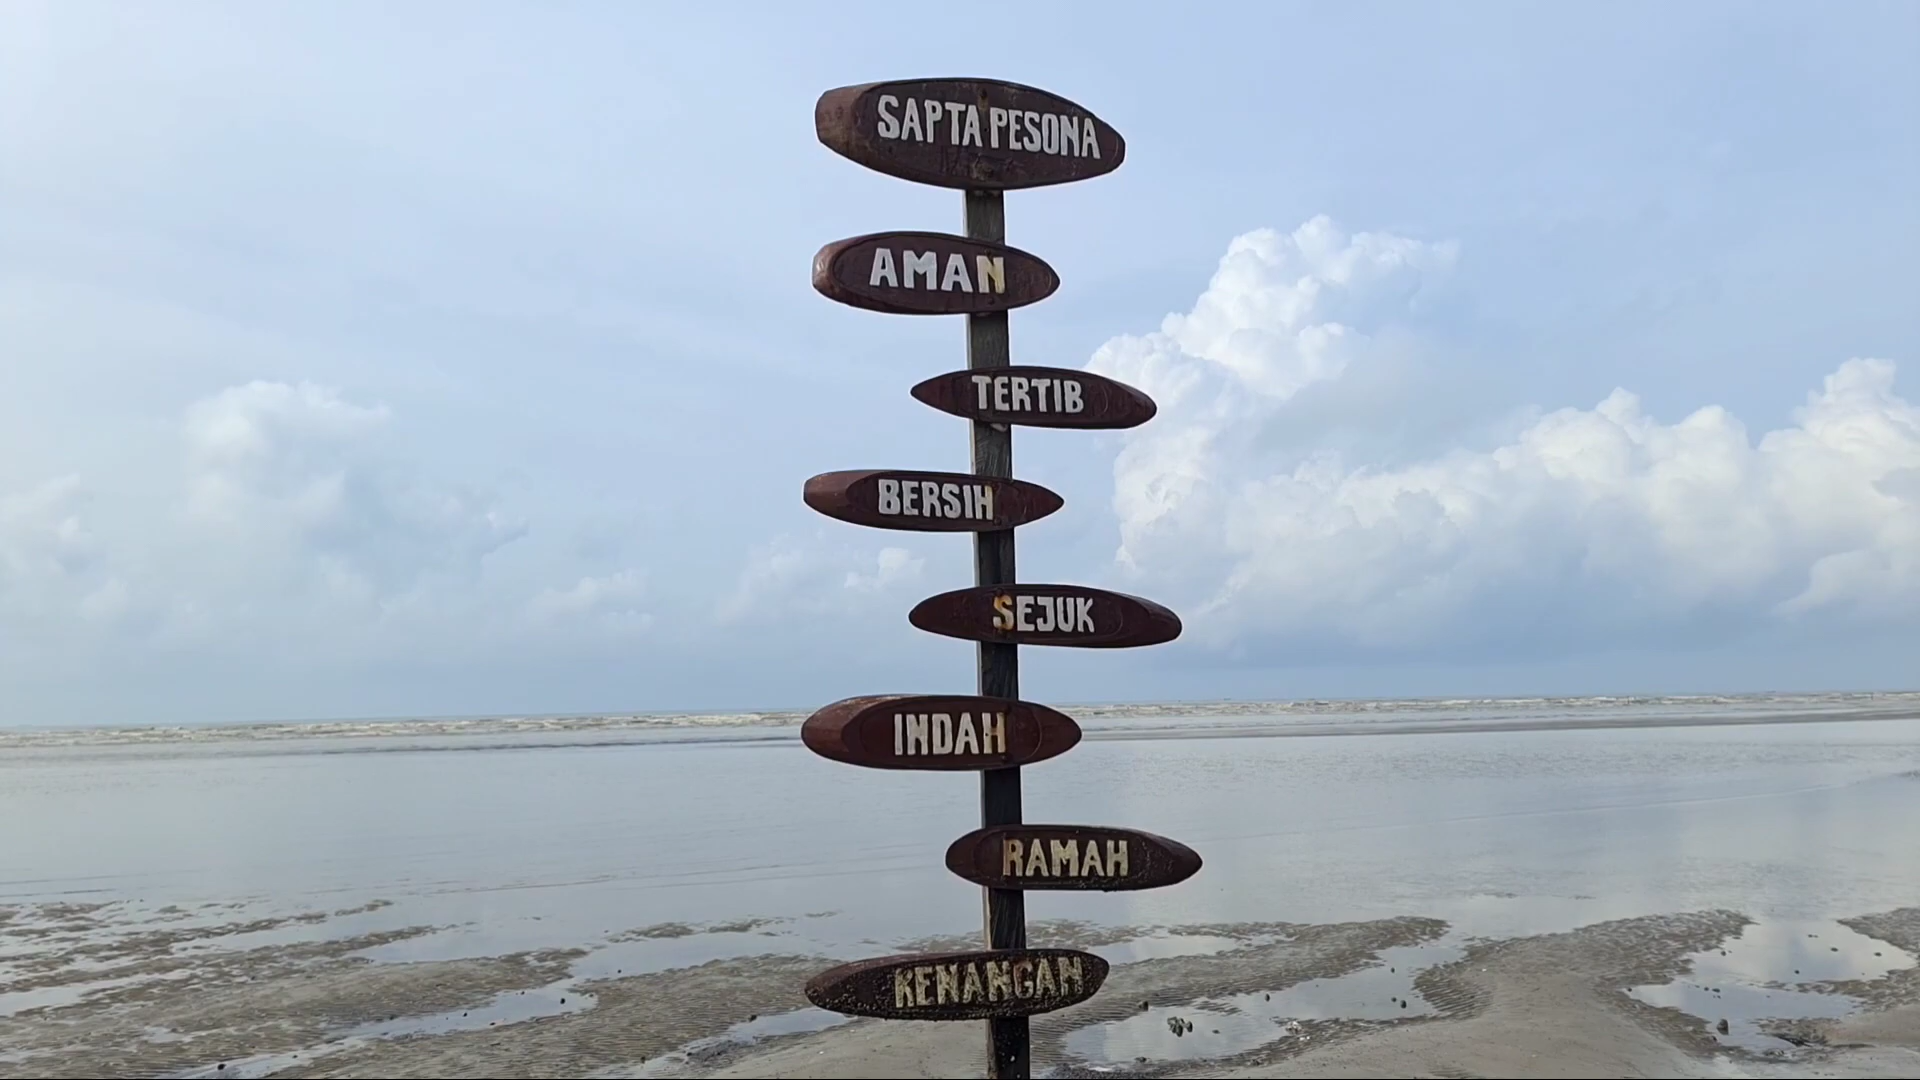 SAPTA PESONA
AMAN
TERTIB
BERSIH
SEJUK
INDAH
RAMAH
KENANGAN